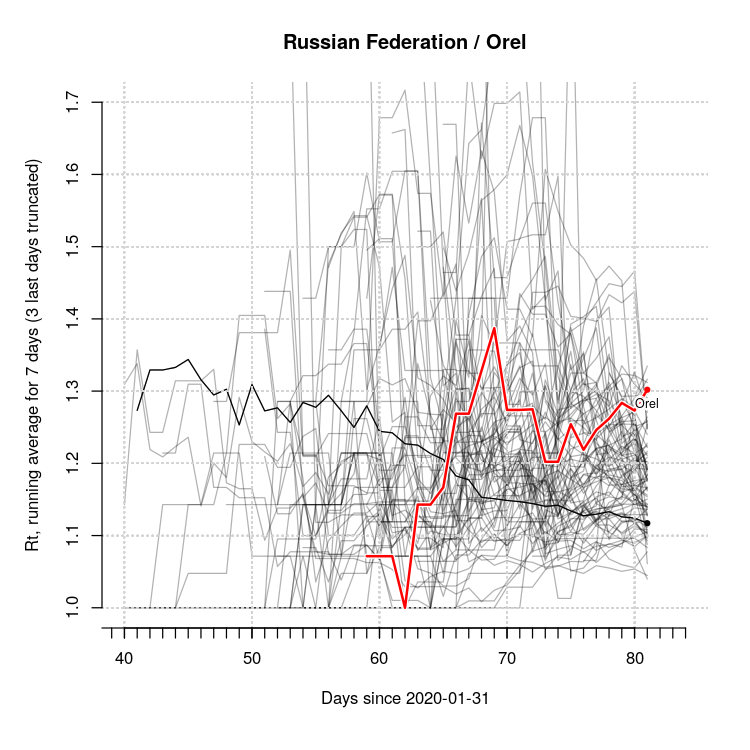 Russian Federation / Orel
Rt, running average for 7 days (3 last days truncated)
1.7
1.6
1.5
1.4
1.3
1.2
1.1
1.0
Orel
40 50 60 70 80
Days since 2020-01-31